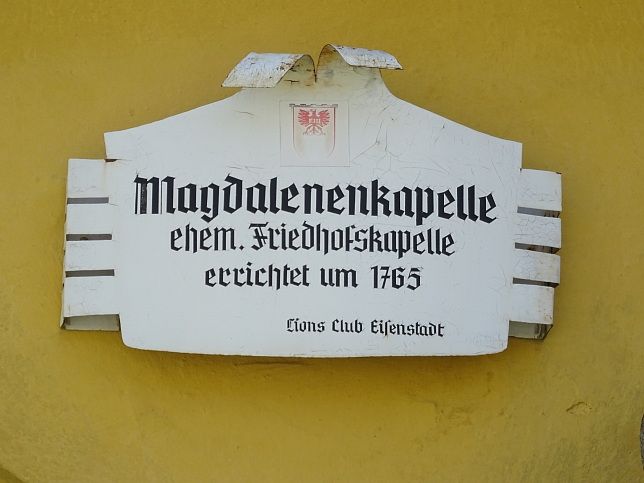 Magdalenenkapelle
ehem. Friedhofskapelle
errichtet um 1765
Lions Club Eiſenstadt